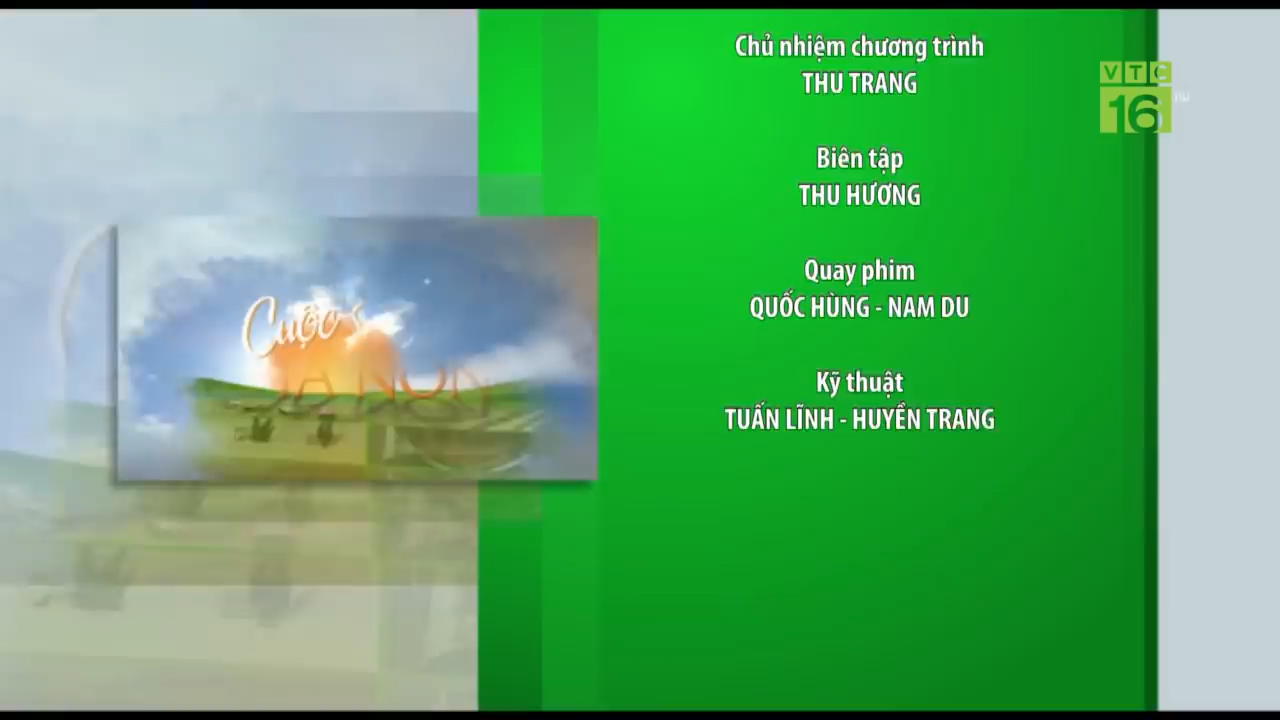 Chủ nhiệm chương trình
THU TRANG
Biên tập
THU HƯƠNG
Quay phim
QUỐC HÙNG - NAM DU
Kỹ thuật
TUẤN LĨNH - HUYỀN TRANG
VTC
16
Cuộc s